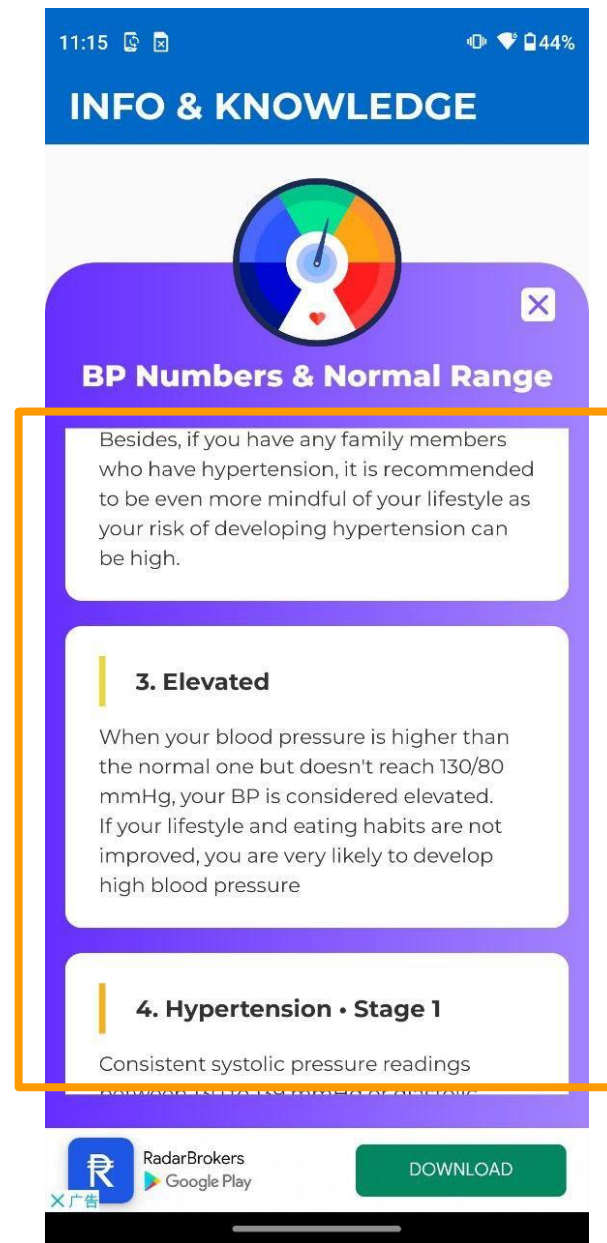 11:15
44%
INFO & KNOWLEDGE
BP Numbers & Normal Range
Besides, if you have any family members
who have hypertension, it is recommended
to be even more mindful of your lifestyle as
your risk of developing hypertension can
be high.
3. Elevated
When your blood pressure is higher than
the normal one but doesn't reach 130/80
mmHg, your BP is considered elevated.
If your lifestyle and eating habits are not
improved, you are very likely to develop
high blood pressure
4. Hypertension • Stage 1
Consistent systolic pressure readings
RadarBrokers
Google Play
DOWNLOAD
广告